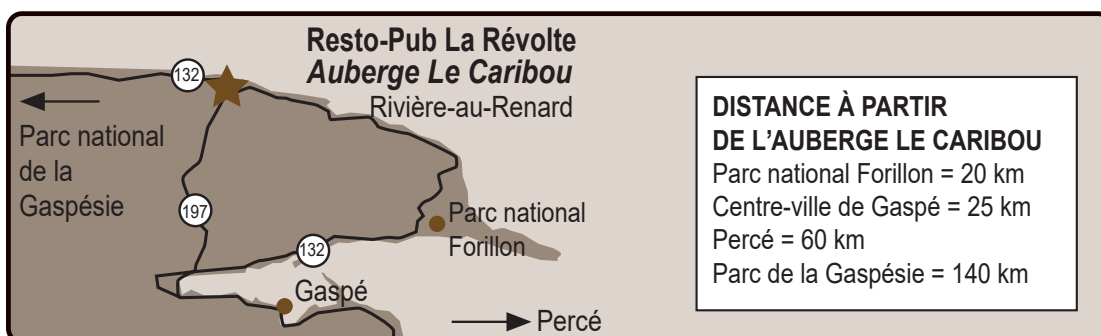 Resto-Pub La Révolte
Auberge Le Caribou
Rivière-au-Renard
132
Parc national
de la
Gaspésie
197
Parc national
Forillon
132
Gaspé
Percé
DISTANCE À PARTIR
DE L'AUBERGE LE CARIBOU
Parc national Forillon = 20 km
Centre-ville de Gaspé = 25 km
Percé = 60 km
Parc de la Gaspésie = 140 km